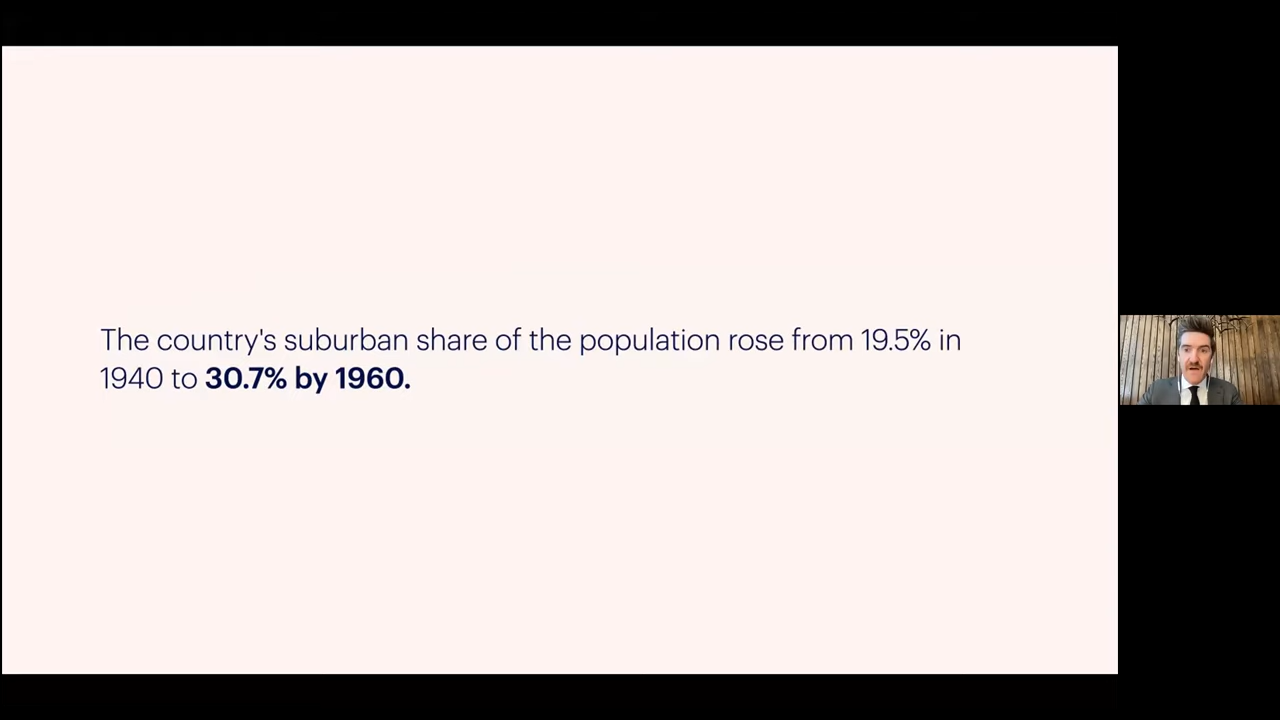 The country's suburban share of the population rose from 19.5% in
1940 to 30.7% by 1960.